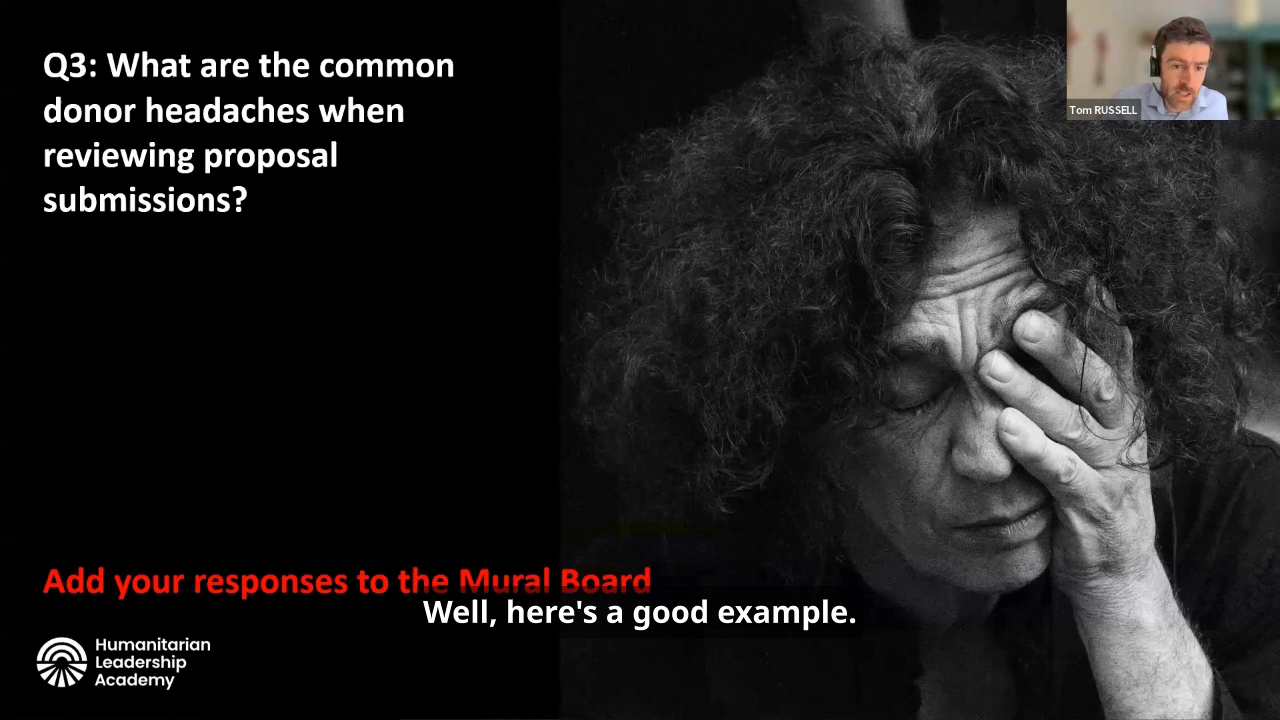 Q3: What are the common
donor headaches when
reviewing proposal
submissions?
Tom RUSSELL
Add your responses to the Mural Board
Well, here's a good example.
Humanitarian
Leadership
Academy